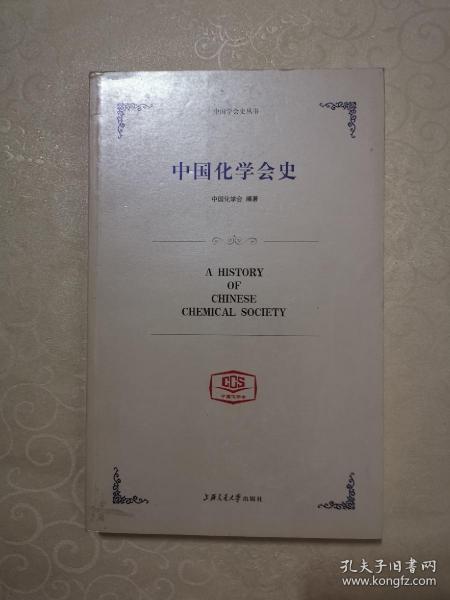 中国学会史丛书
中国化学会史
中国化学会 编著
A HISTORY
OF
CHINESE
CHEMICAL SOCIETY
CCS
中国化学会
上海交通大学出版社
孔夫子旧书网
www.kongfz.com